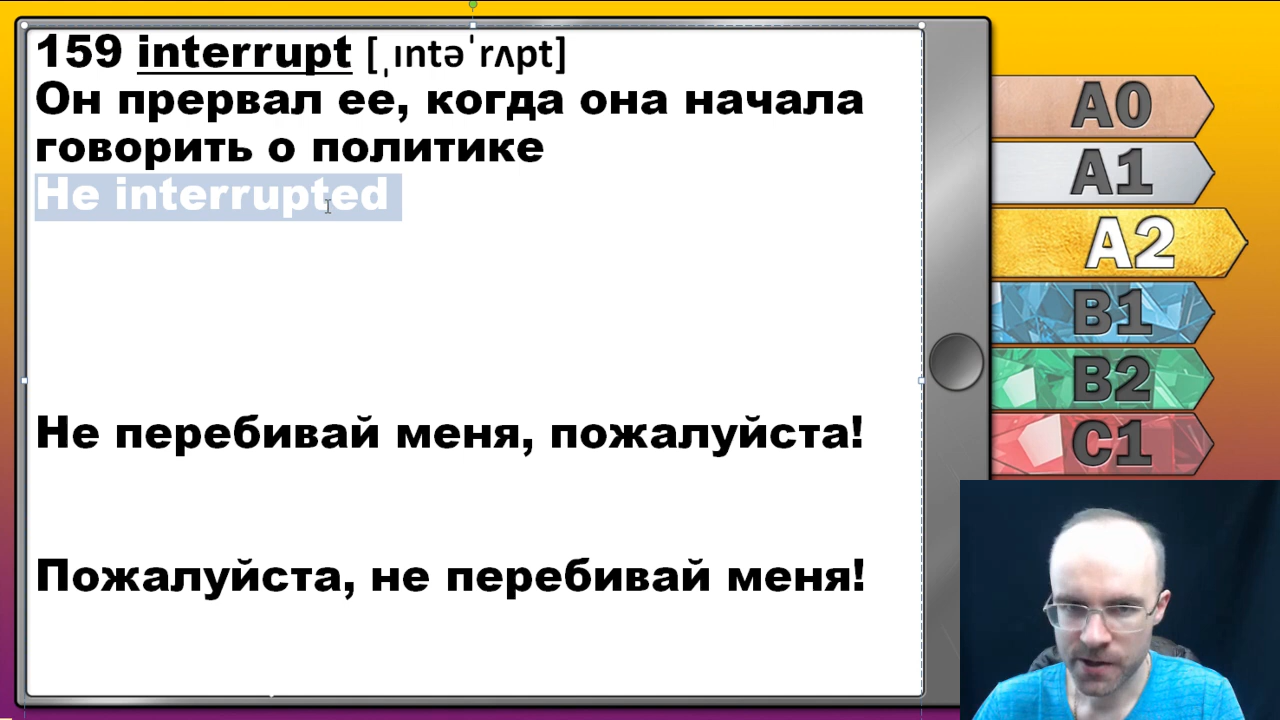 159 interrupt [ˌɪntəˈrʌpt]
Он прервал ее, когда она начала
говорить о политике
He interrupted
Не перебивай меня, пожалуйста!
Пожалуйста, не перебивай меня!
A0
A1
A2
B1
B2
C1